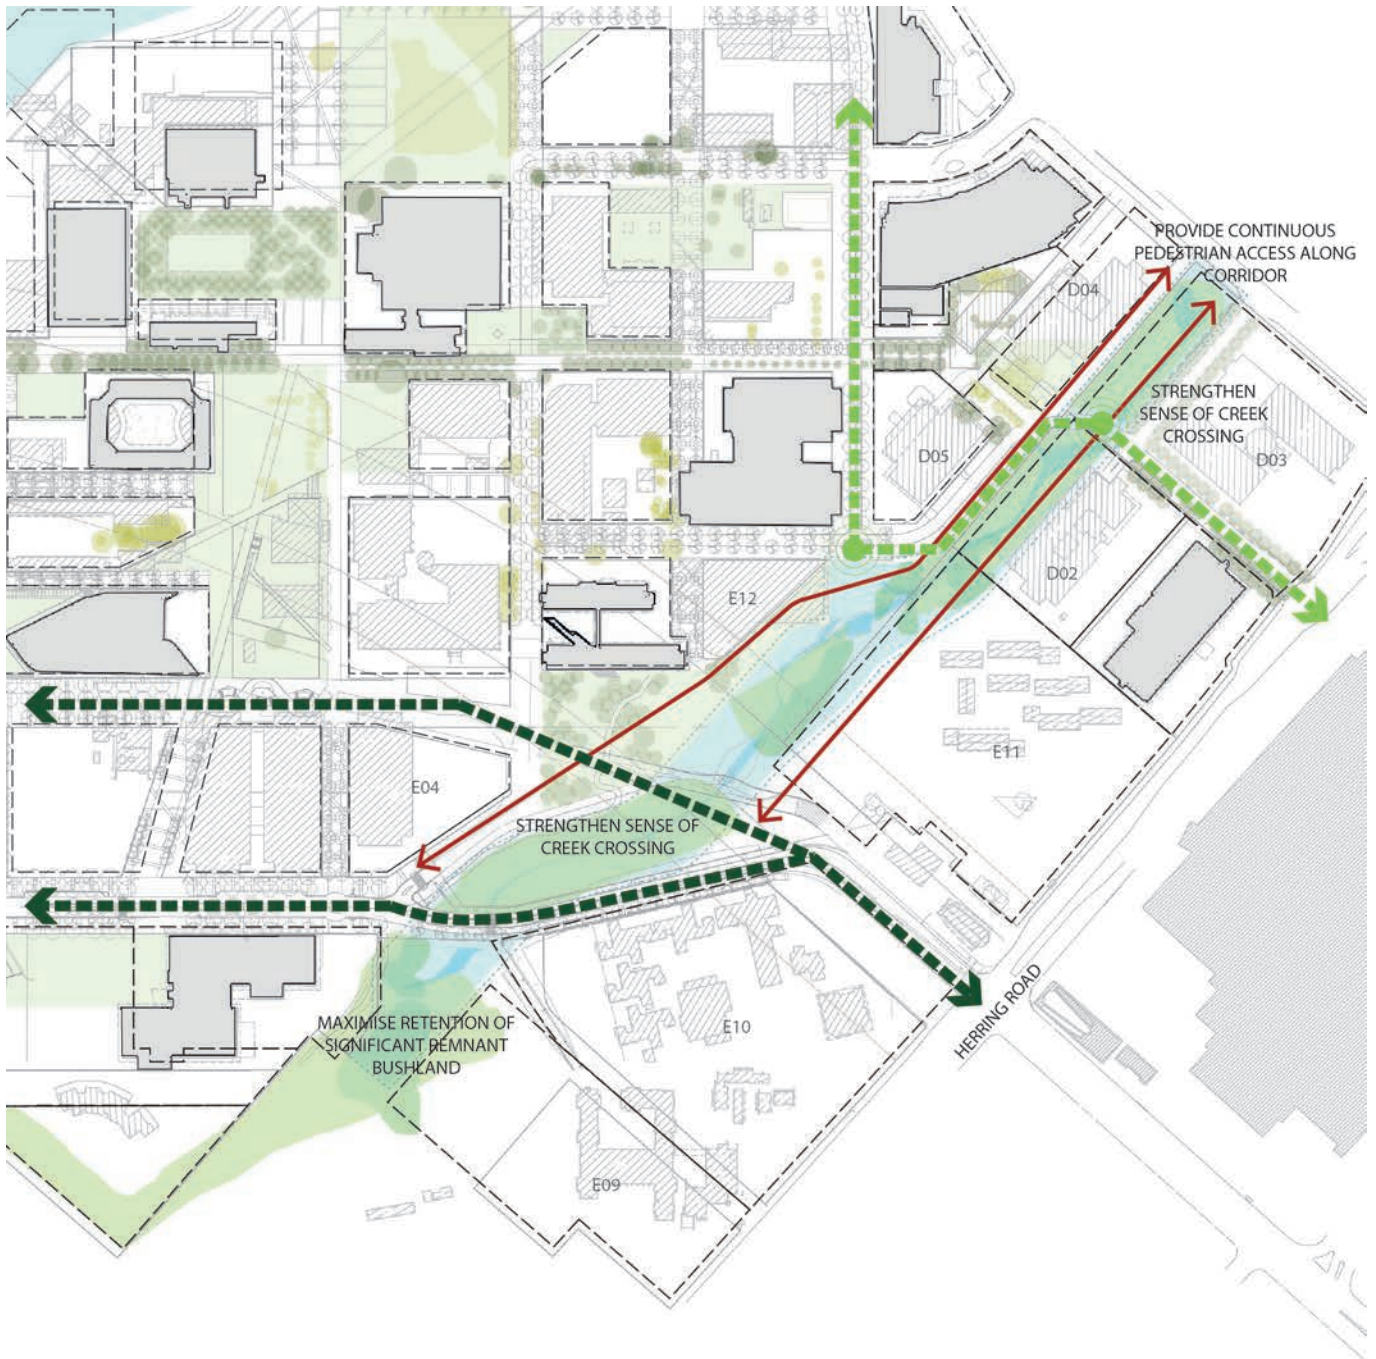 PROVIDE CONTINUOUS
PEDESTRIAN ACCESS ALONG
CORRIDOR
D04
STRENGTHEN
SENSE OF CREEK
CROSSING
D05
D03
D02
E12
E11
E04
STRENGTHEN SENSE OF
CREEK CROSSING
HERRING ROAD
MAXIMISE RETENTION OF
SIGNIFICANT REMNANT
BUSHLAND
E10
E09